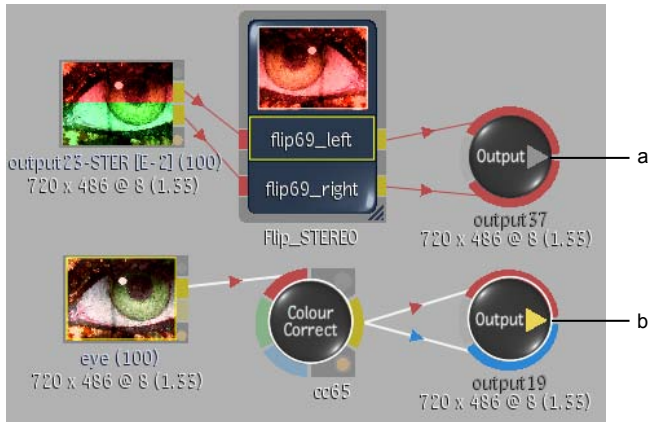 flip69_left
flip69_right
Flip_STEREO
output23-STER [E-2] (100)
720 x 486 @ 8 (1.33)
Output
output37
720 x 486 @ 8 (1.33)
a
eye (100)
720 x 486 @ 8 (1.33)
Colour
Correct
cc65
Output
output19
720 x 486 @ 8 (1.33)
b